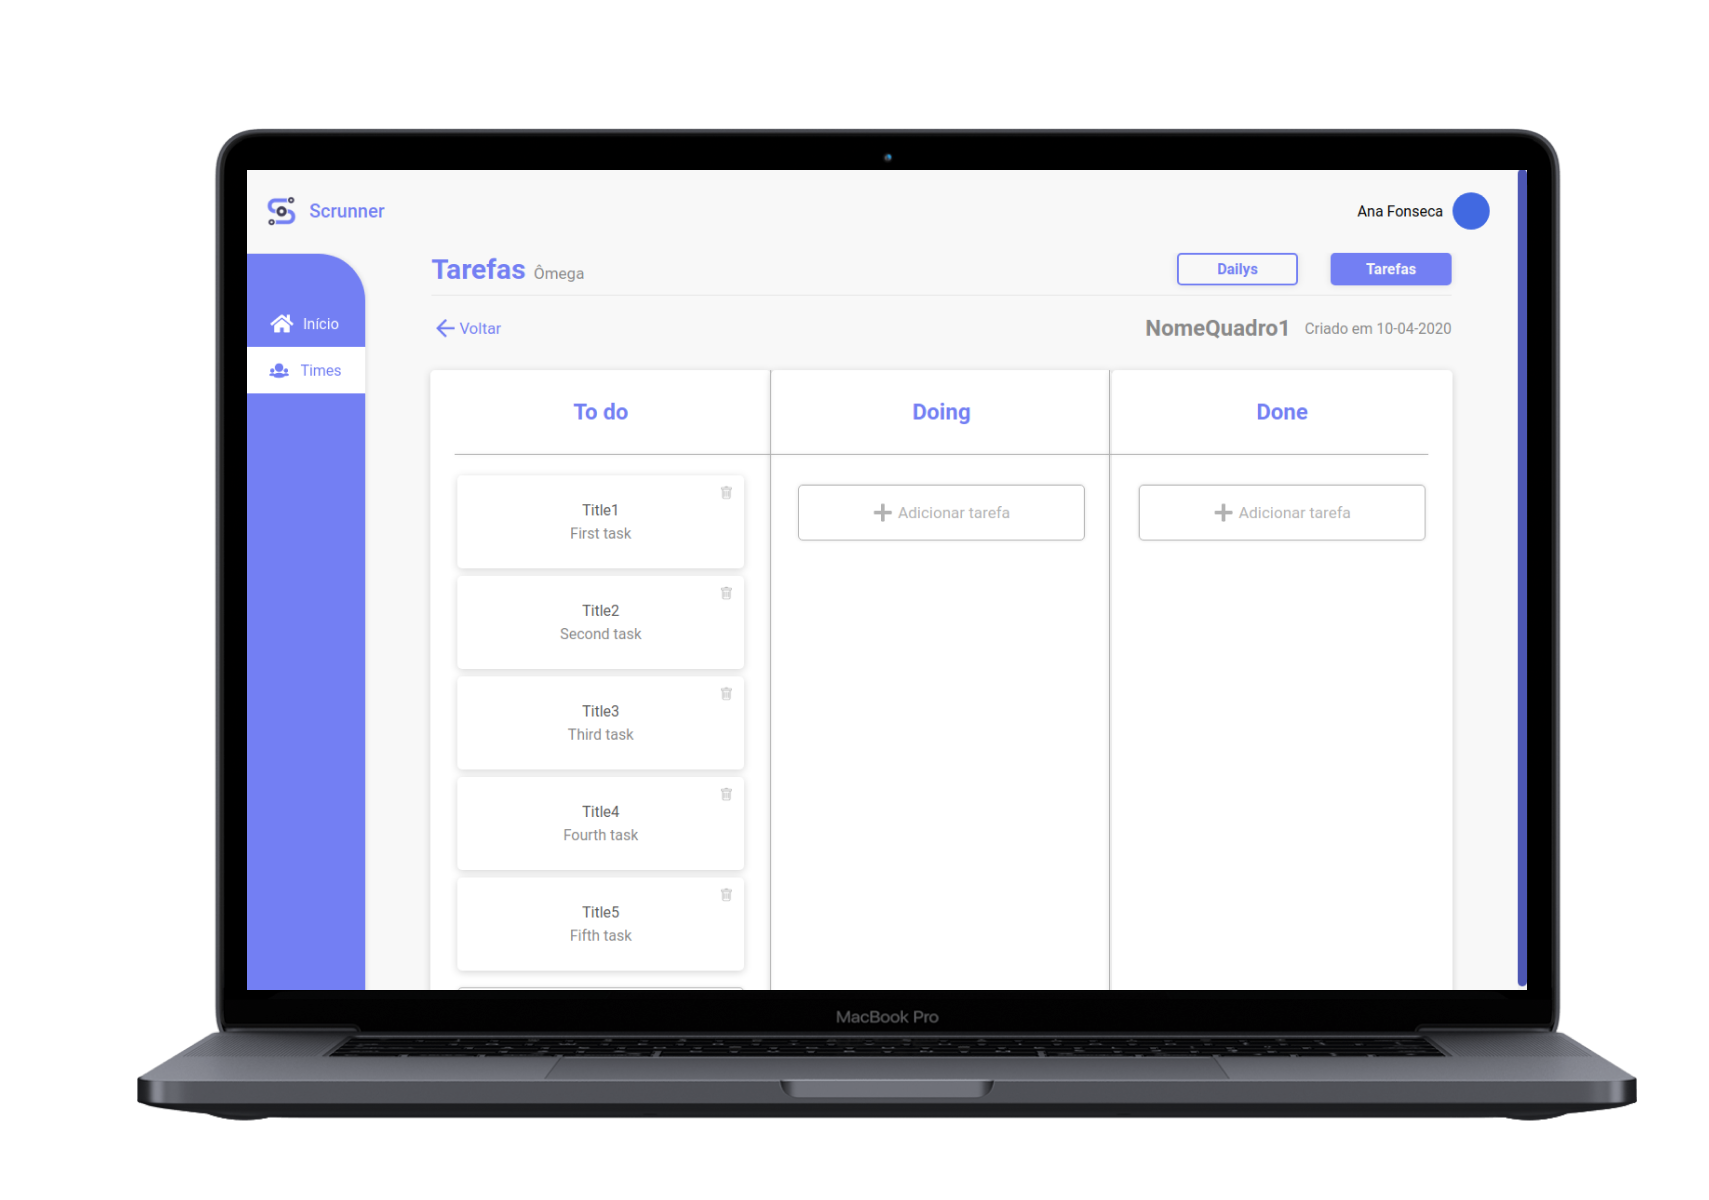 Scrunner
Ana Fonseca
Tarefas Ômega
Dailys
Tarefas
Início
Times
Voltar
NomeQuadro1 Criado em 10-04-2020
To do
Doing
Done
Title1
First task
Title2
Second task
Title3
Third task
Title4
Fourth task
Title5
Fifth task
Adicionar tarefa
Adicionar tarefa
MacBook Pro